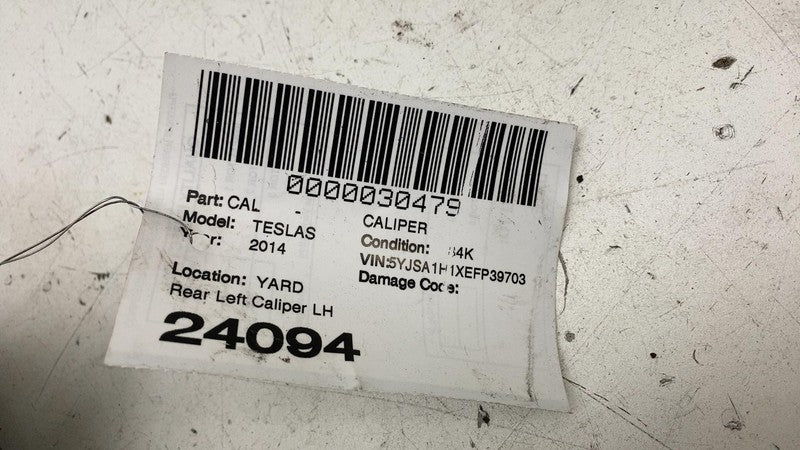 0000030479
Part: CAL - CALIPER
Model: TESLAS Condition: 4K
2014 VIN:5YJSA1H1XEFP39703
Damage Code:
Location: YARD
Rear Left Caliper LH
24094